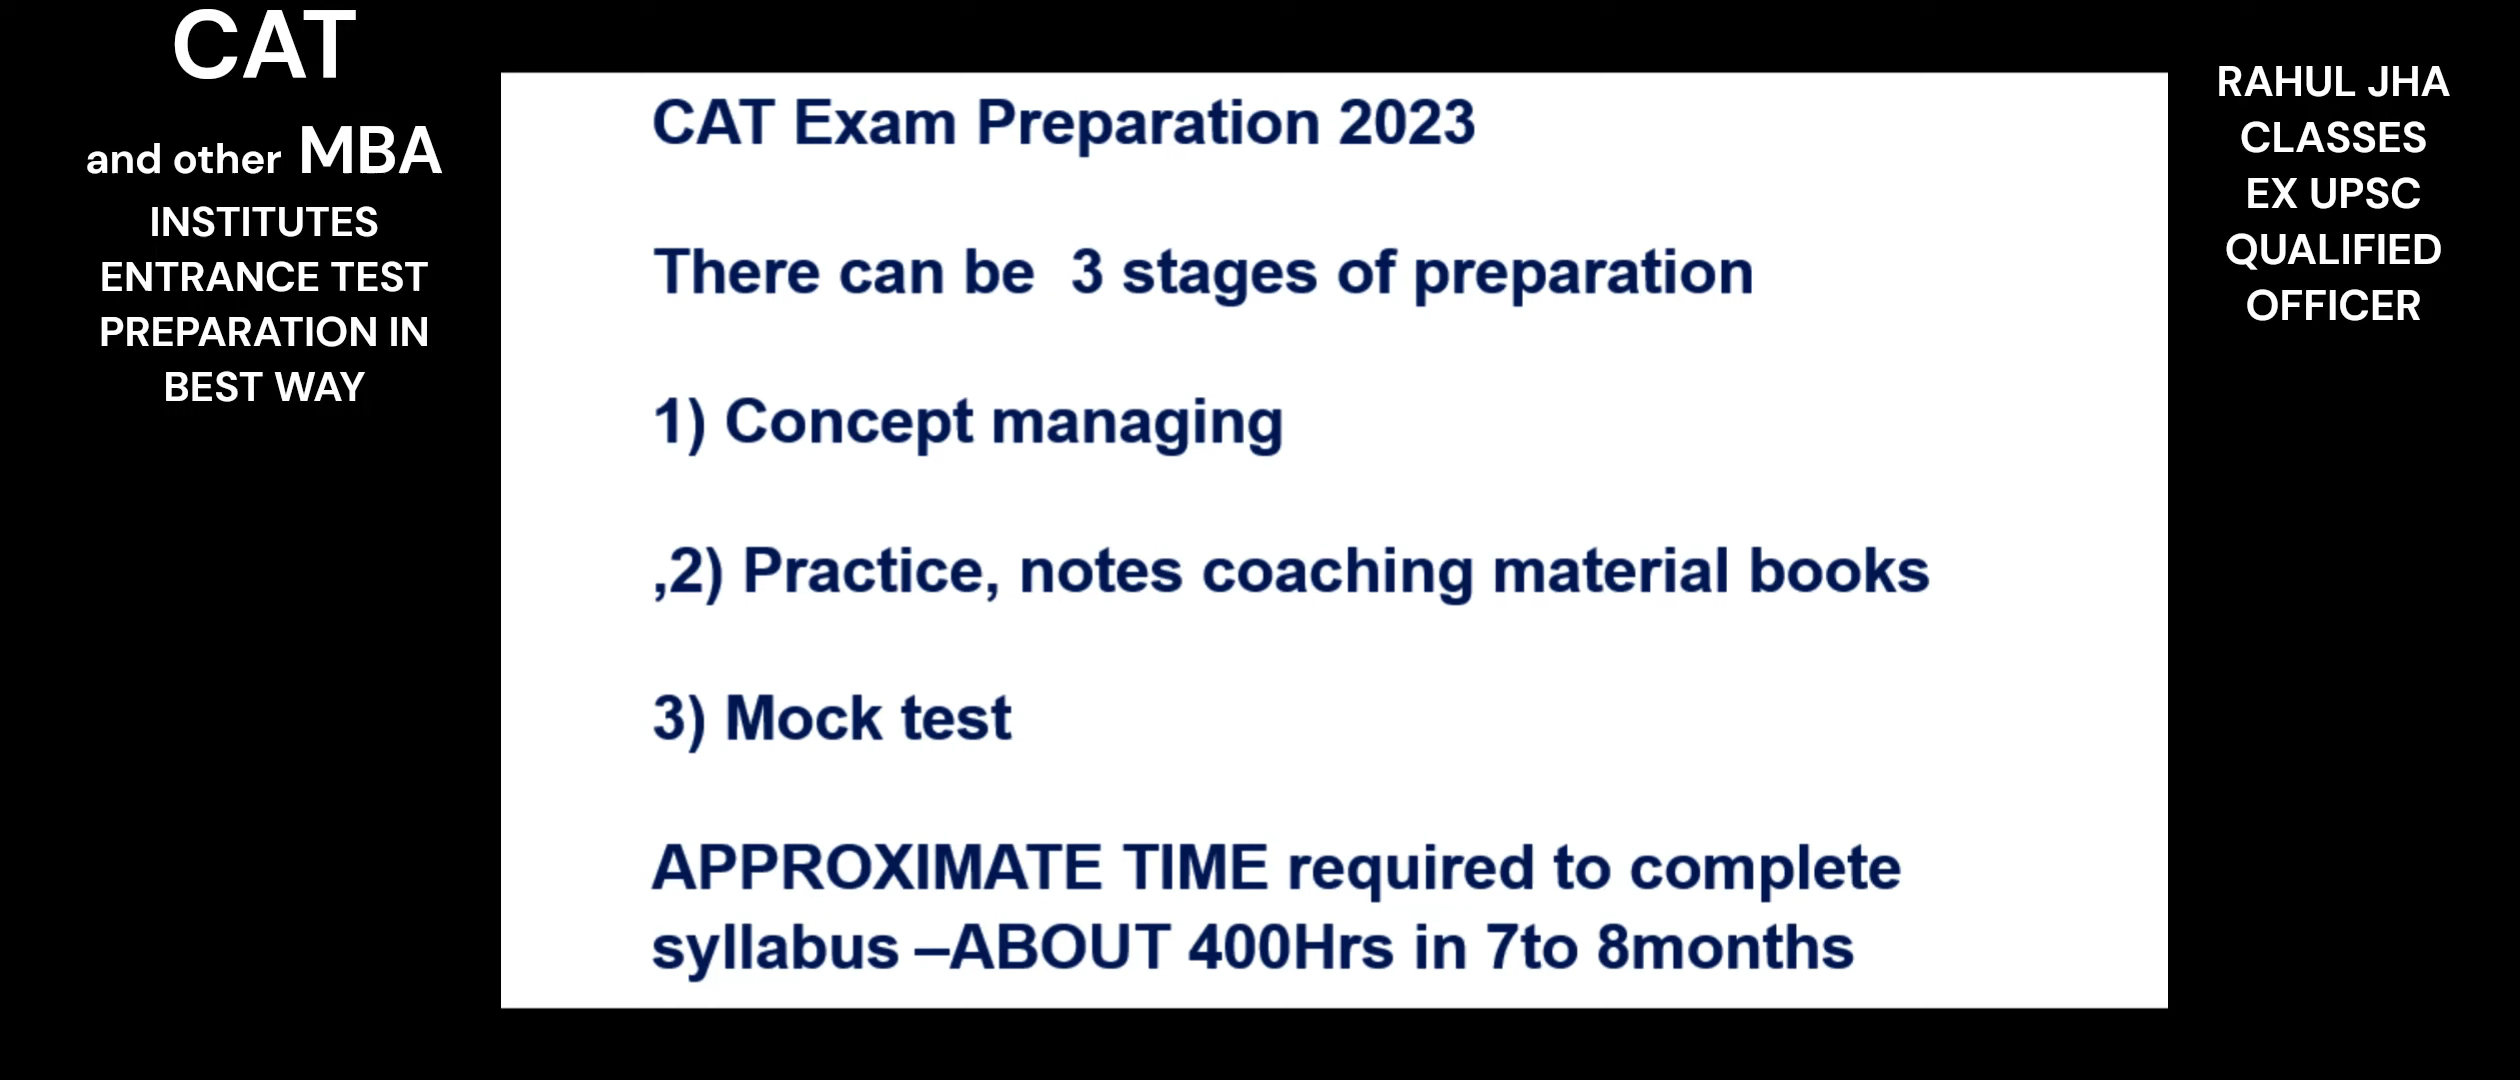 CAT
and other MBA
INSTITUTES
ENTRANCE TEST
PREPARATION IN
BEST WAY
CAT Exam Preparation 2023
There can be  3 stages of preparation
1) Concept managing
,2) Practice, notes coaching material books
3) Mock test
APPROXIMATE TIME required to complete
syllabus –ABOUT 400Hrs in 7to 8months
RAHUL JHA
CLASSES
EX UPSC
QUALIFIED
OFFICER